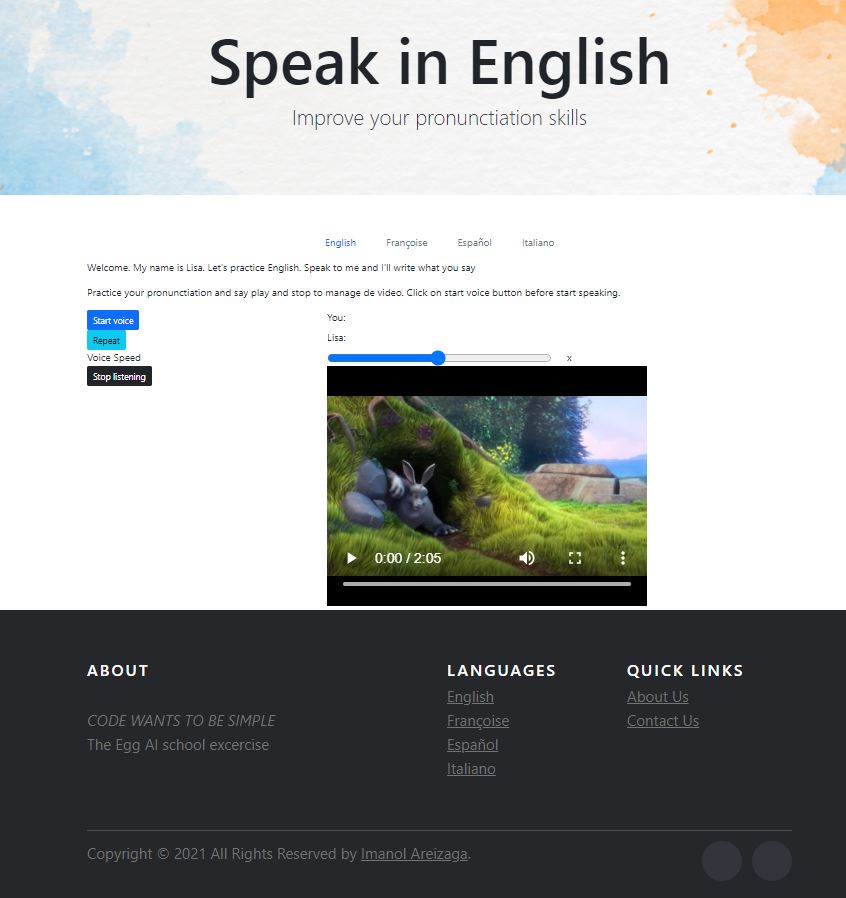 Speak in English
Improve your pronunctiation skills
English Françoise Español Italiano
Welcome. My name is Lisa. Let's practice English. Speak to me and I'll write what you say
Practice your pronunctiation and say play and stop to manage de video. Click on start voice button before start speaking.
Start voice
You:
Repeat
Lisa:
Voice Speed
x
Stop listening
0:00 / 2:05
ABOUT
CODE WANTS TO BE SIMPLE
The Egg AI school excercise
LANGUAGES
English
Françoise
Español
Italiano
QUICK LINKS
About Us
Contact Us
Copyright © 2021 All Rights Reserved by Imanol Areizaga.